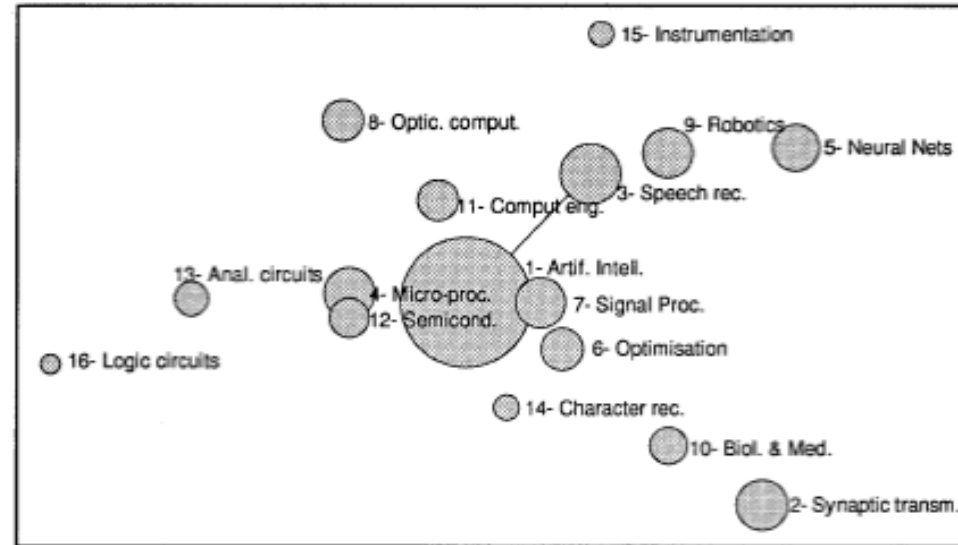 15- Instrumentation
8- Optic. comput.
9- Robotics
5- Neural Nets
3- Speech rec.
11- Comput eng.
1- Artif. Intell.
13- Anal. circuits
4- Micro-proc.
7- Signal Proc.
12- Semicond.
6- Optimisation
16- Logic circuits
14- Character rec.
10- Biol. & Med.
2- Synaptic transm.